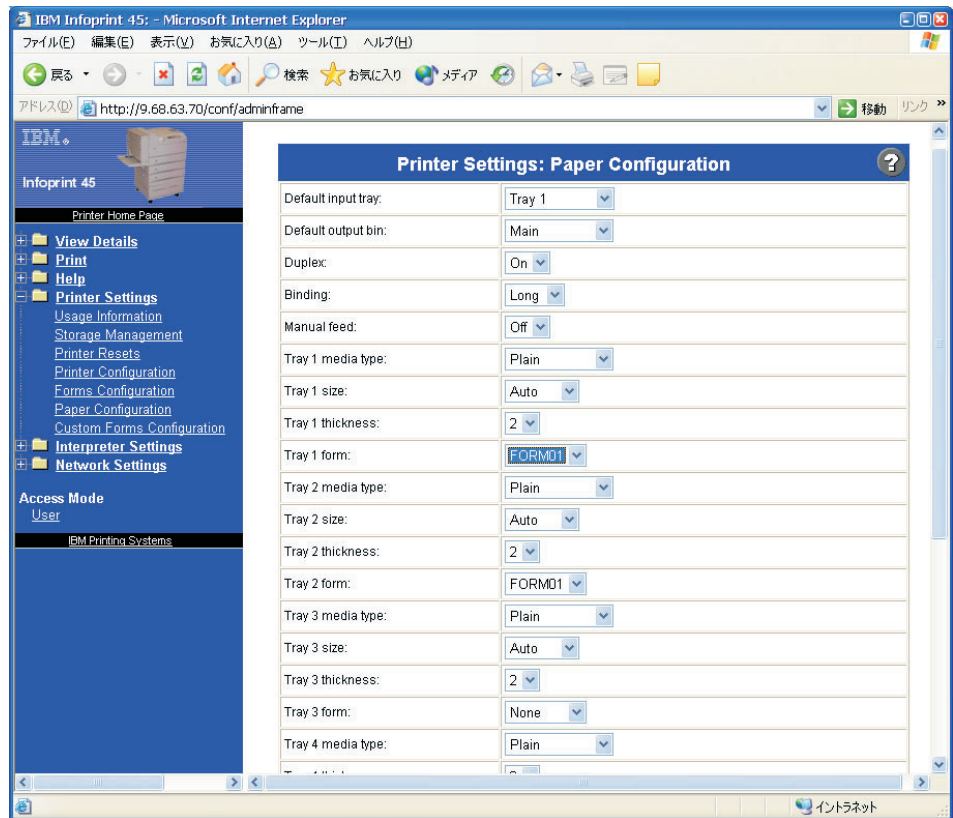 IBM Infoprint 45: - Microsoft Internet Explorer
ファイル(F) 編集(E) 表示(V) お気に入り(A) ツール(T) ヘルプ(H)
戻る 検索 お気に入り メディア
アドレス(D) http://9.68.63.70/conf/adminframe 移動 リンク »
IBM®
Infoprint 45
Printer Home Page
View Details
Print
Help
Printer Settings
Usage Information
Storage Management
Printer Resets
Printer Configuration
Forms Configuration
Paper Configuration
Custom Forms Configuration
Interpreter Settings
Network Settings
Access Mode
User
IBM Printing Systems
Printer Settings: Paper Configuration ?
Default input tray: Tray 1
Default output bin: Main
Duplex: On
Binding: Long
Manual feed: Off
Tray 1 media type: Plain
Tray 1 size: Auto
Tray 1 thickness: 2
Tray 1 form: FORM01
Tray 2 media type: Plain
Tray 2 size: Auto
Tray 2 thickness: 2
Tray 2 form: FORM01
Tray 3 media type: Plain
Tray 3 size: Auto
Tray 3 thickness: 2
Tray 3 form: None
Tray 4 media type: Plain
イントラネット